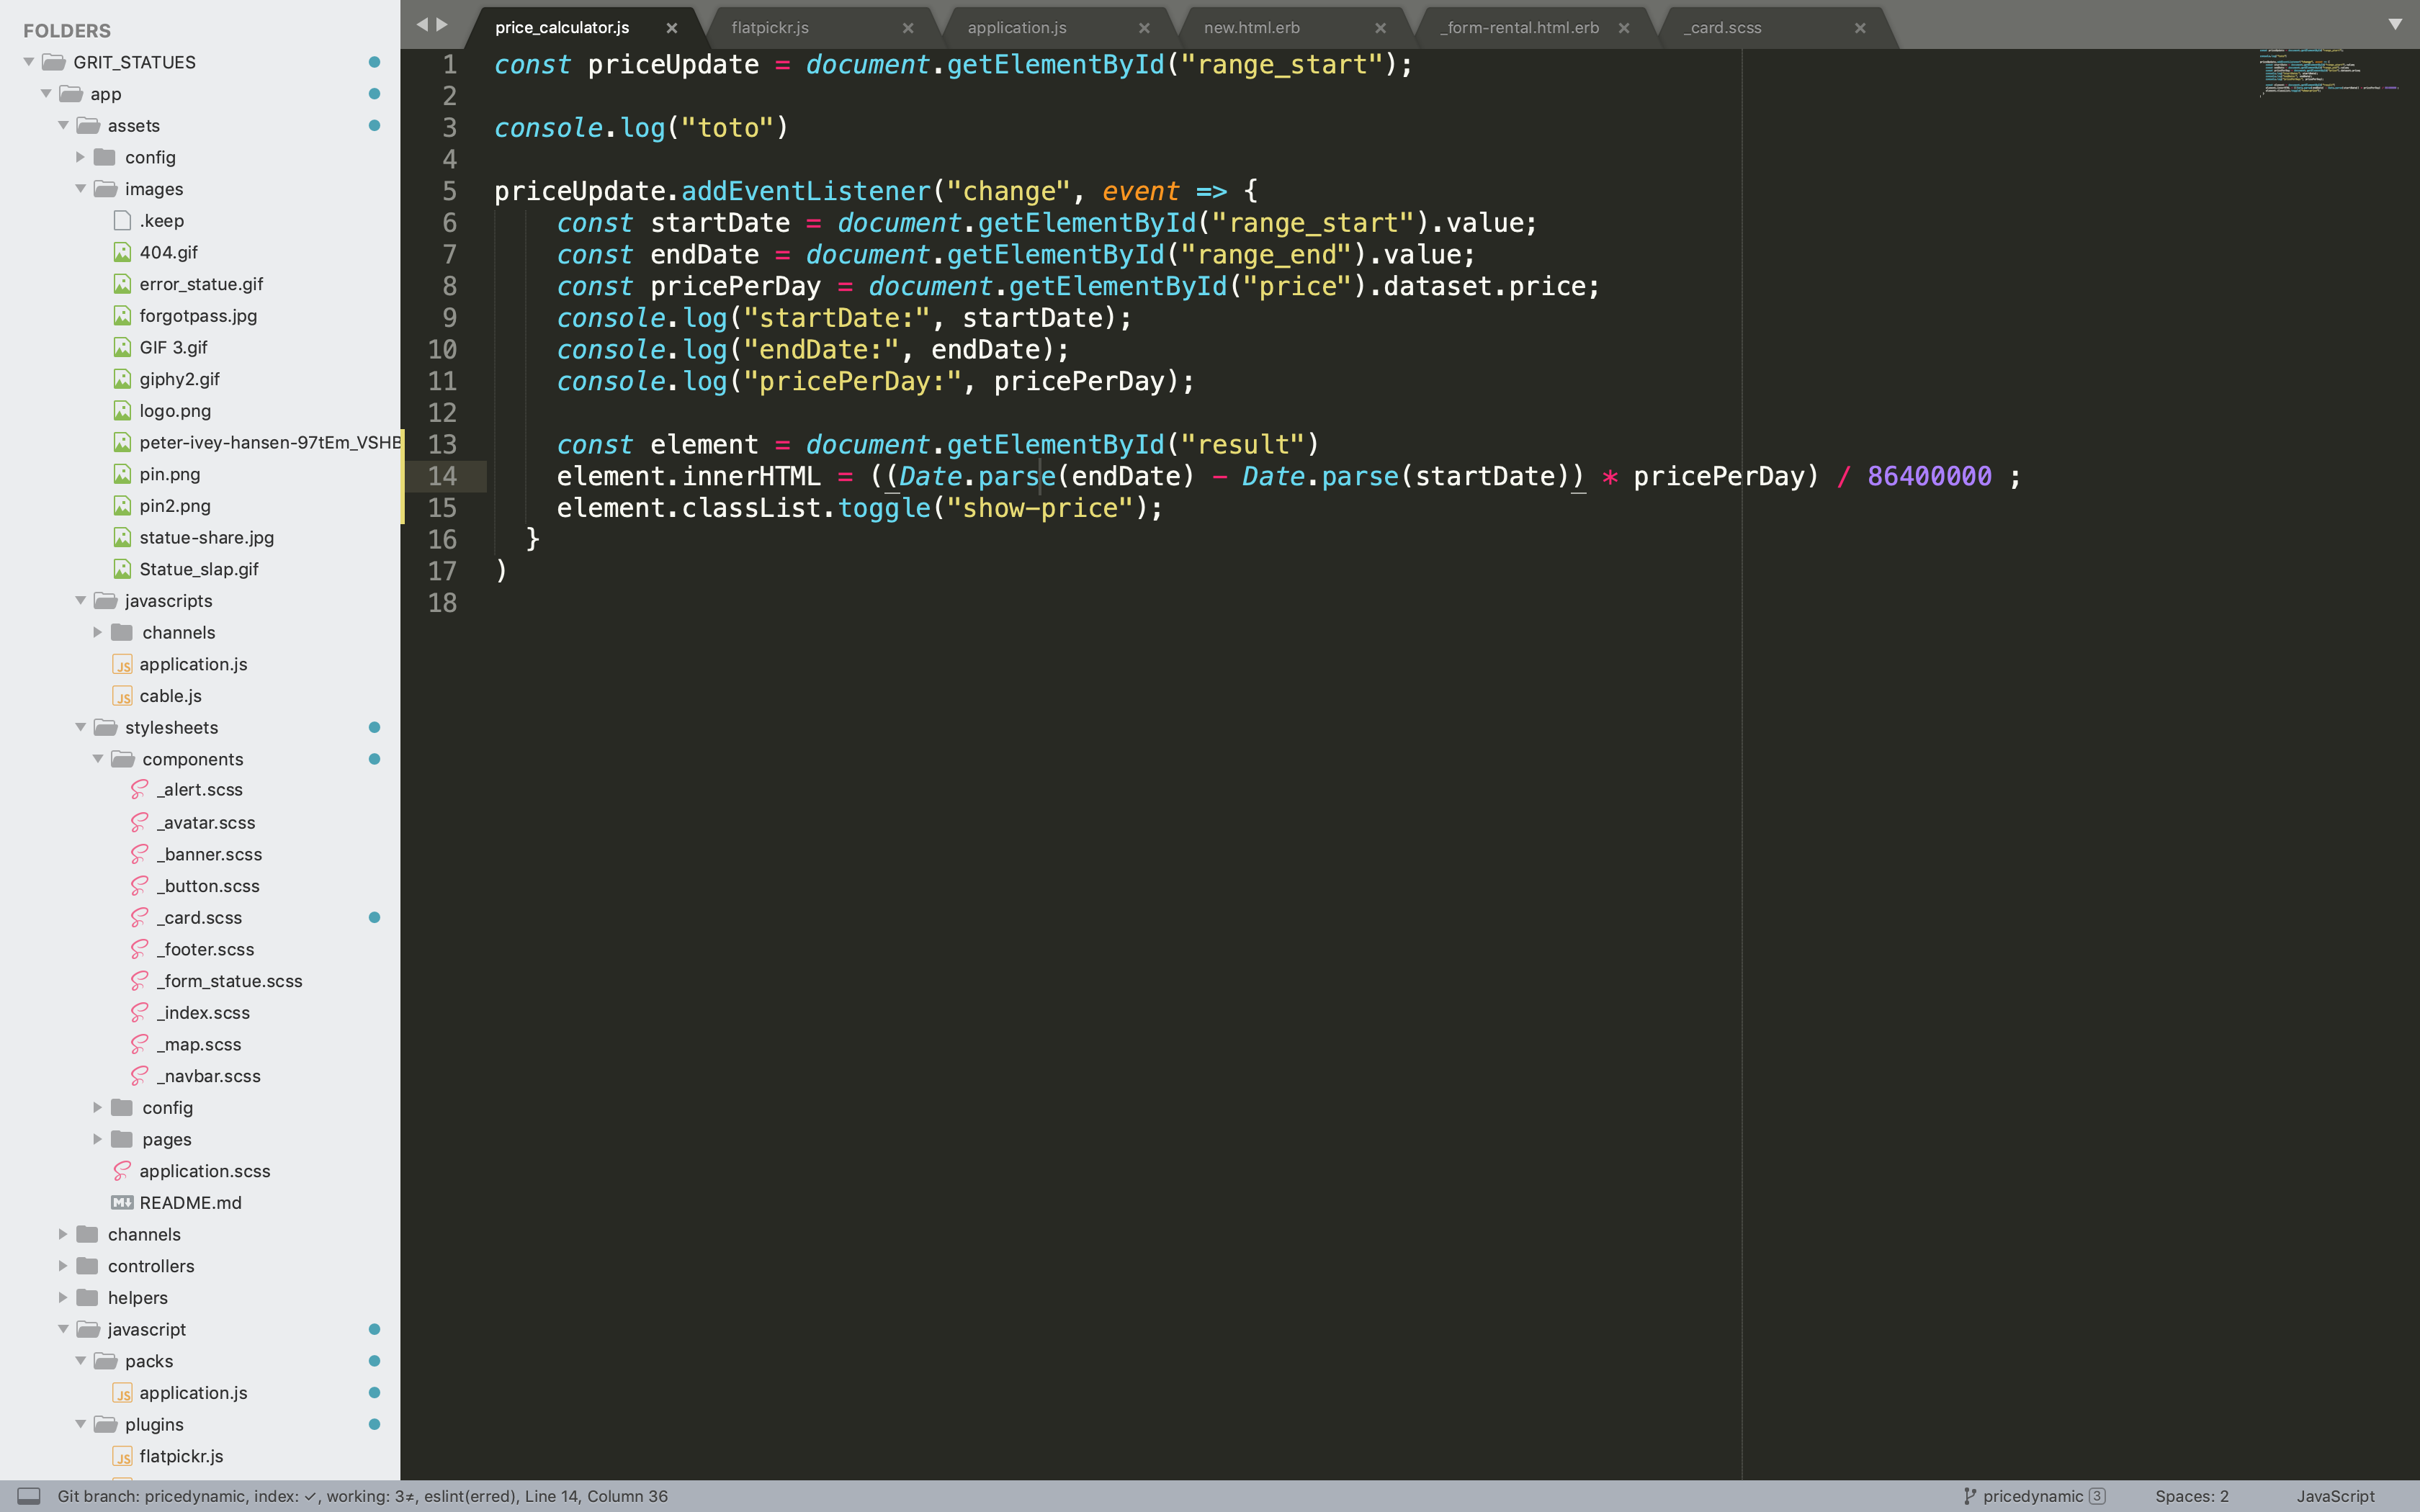 FOLDERS
GRIT_STATUES
app
assets
config
images
.keep
404.gif
error_statue.gif
forgotpass.jpg
GIF 3.gif
giphy2.gif
logo.png
peter-ivey-hansen-97tEm_VSHB
pin.png
pin2.png
statue-share.jpg
Statue_slap.gif
javascripts
channels
application.js
cable.js
stylesheets
components
_alert.scss
_avatar.scss
_banner.scss
_button.scss
_card.scss
_footer.scss
_form_statue.scss
_index.scss
_map.scss
_navbar.scss
config
pages
application.scss
README.md
channels
controllers
helpers
javascript
packs
application.js
plugins
flatpickr.js
price_calculator.js × flatpickr.js × application.js × new.html.erb × _form-rental.html.erb × _card.scss ×
1 const priceUpdate = document.getElementById("range_start");
2
3 console.log("toto")
4
5 priceUpdate.addEventListener("change", event => {
6 const startDate = document.getElementById("range_start").value;
7 const endDate = document.getElementById("range_end").value;
8 const pricePerDay = document.getElementById("price").dataset.price;
9 console.log("startDate:", startDate);
10 console.log("endDate:", endDate);
11 console.log("pricePerDay:", pricePerDay);
12
13 const element = document.getElementById("result")
14 element.innerHTML = ((Date.parse(endDate) - Date.parse(startDate)) * pricePerDay) / 86400000 ;
15 element.classList.toggle("show-price");
16 }
17 )
18
Git branch: pricedynamic, index: ✓, working: 3≠, eslint(erred), Line 14, Column 36
pricedynamic 3 Spaces: 2 JavaScript